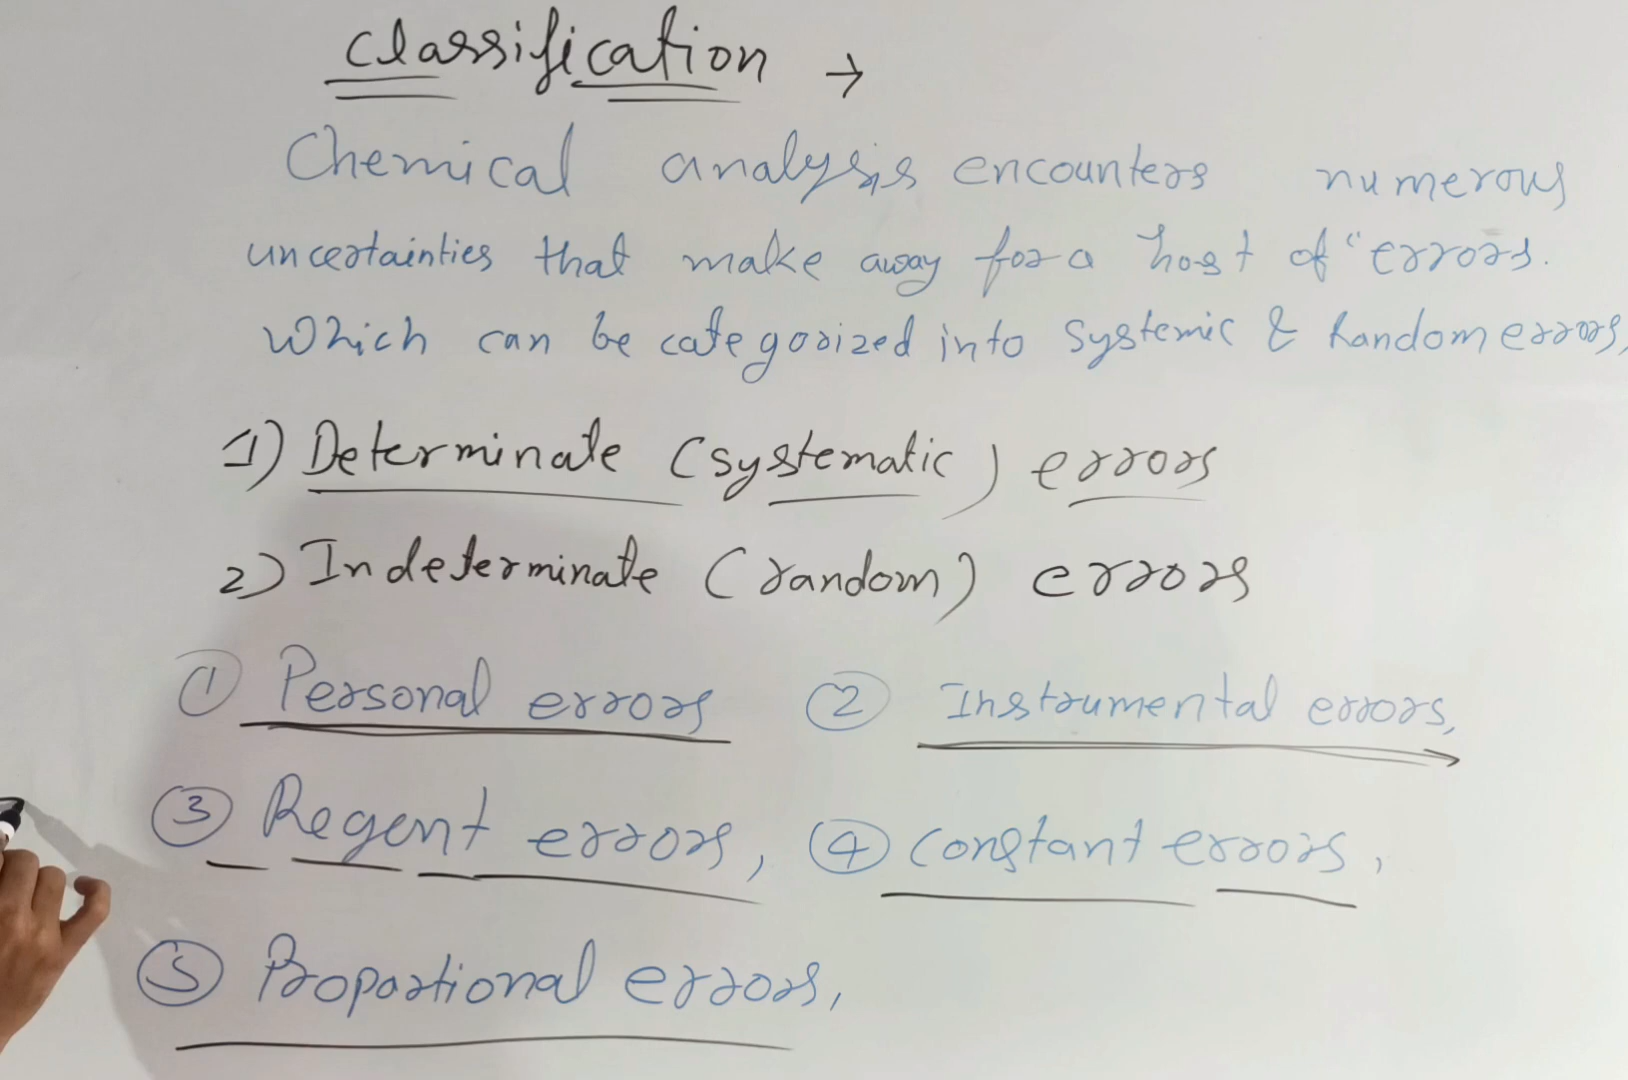 Classification →
Chemical analysis encounters numerous
uncertainties that make away for a host of "errors.
which can be categorized into systemic & Random errors,
1) Determinate (systematic) errors
2) Indeterminate (random) errors
① Personal errors ② Instrumental errors,
③ Regent errors, ④ constant errors,
⑤ Proportional errors,